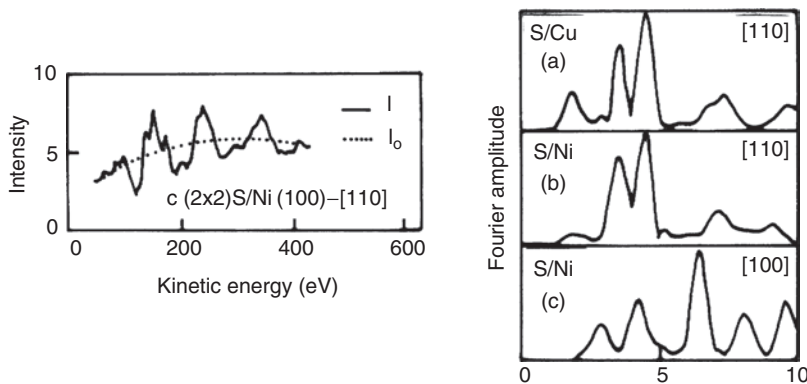 10
5
0
Intensity
I
I₀
c (2x2)S/Ni (100)–[110]
0 200 400 600
Kinetic energy (eV)
Fourier amplitude
S/Cu [110]
(a)
S/Ni [110]
(b)
S/Ni [100]
(c)
0 5 10